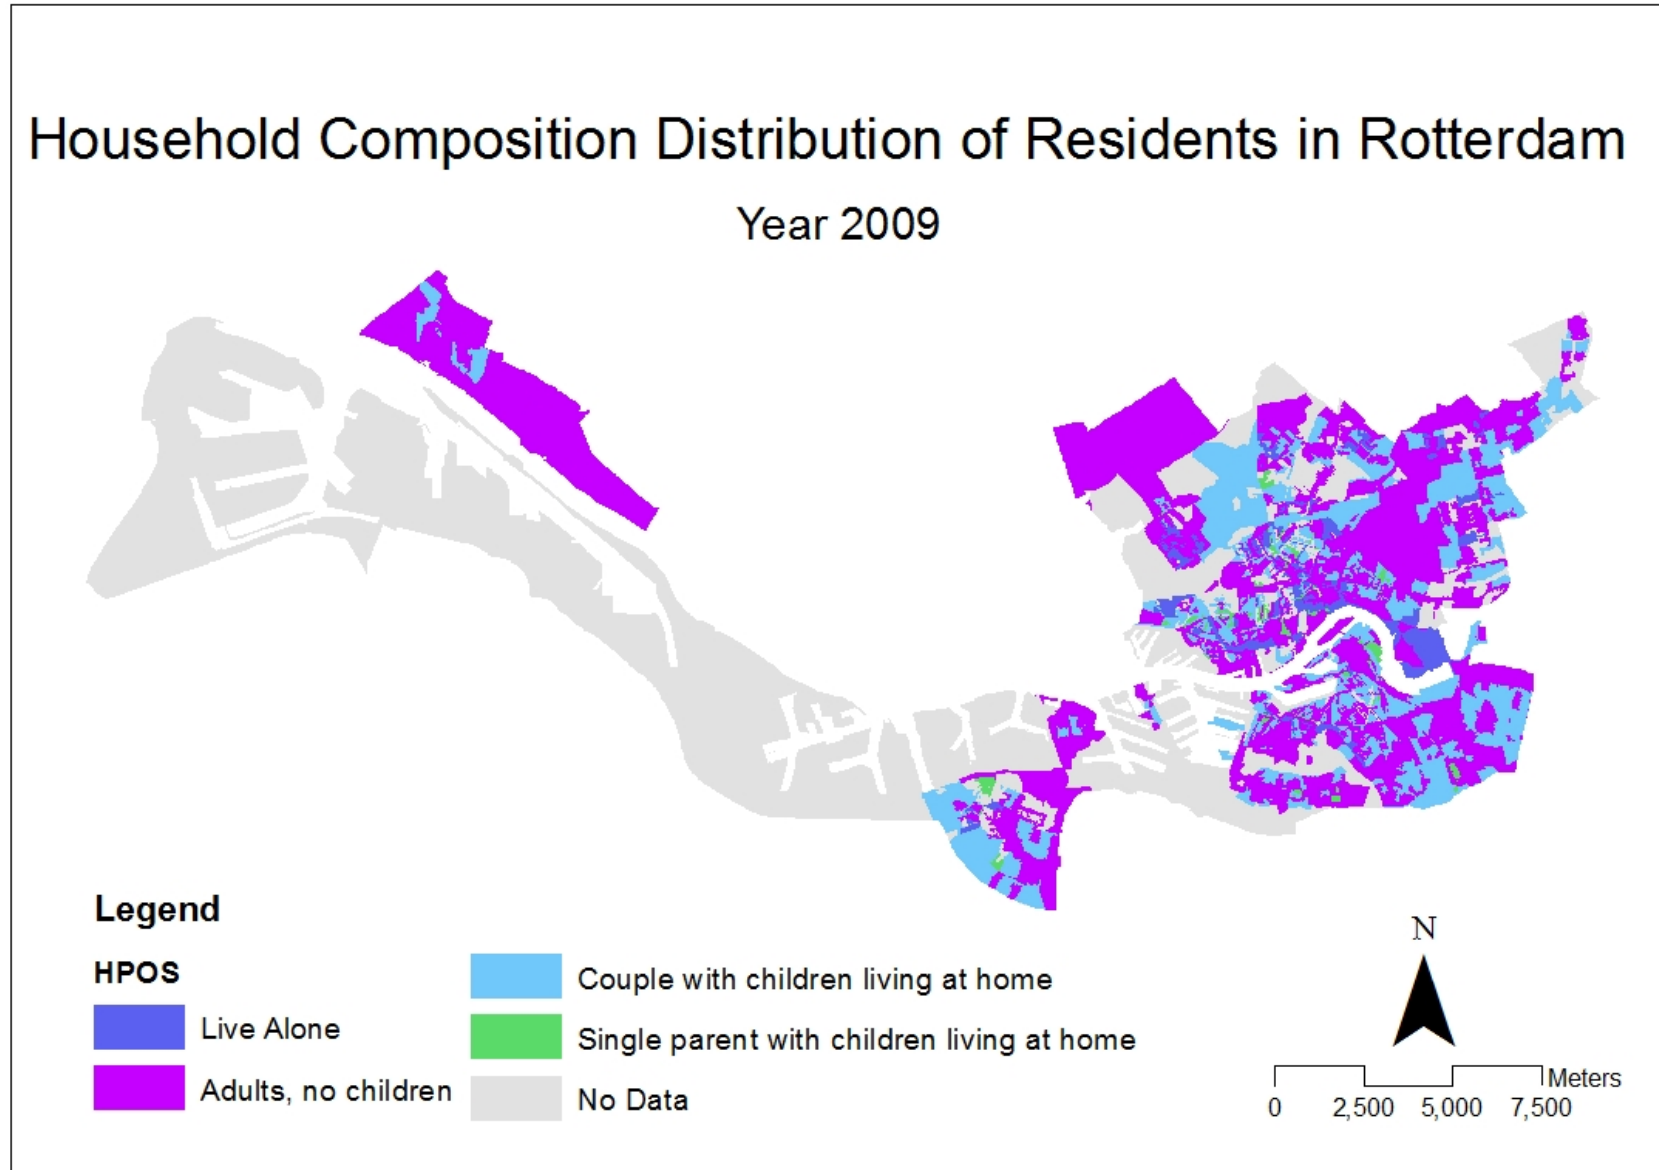 Household Composition Distribution of Residents in Rotterdam
Year 2009
Legend
HPOS
Live Alone
Adults, no children
Couple with children living at home
Single parent with children living at home
No Data
N
Meters
0 2,500 5,000 7,500